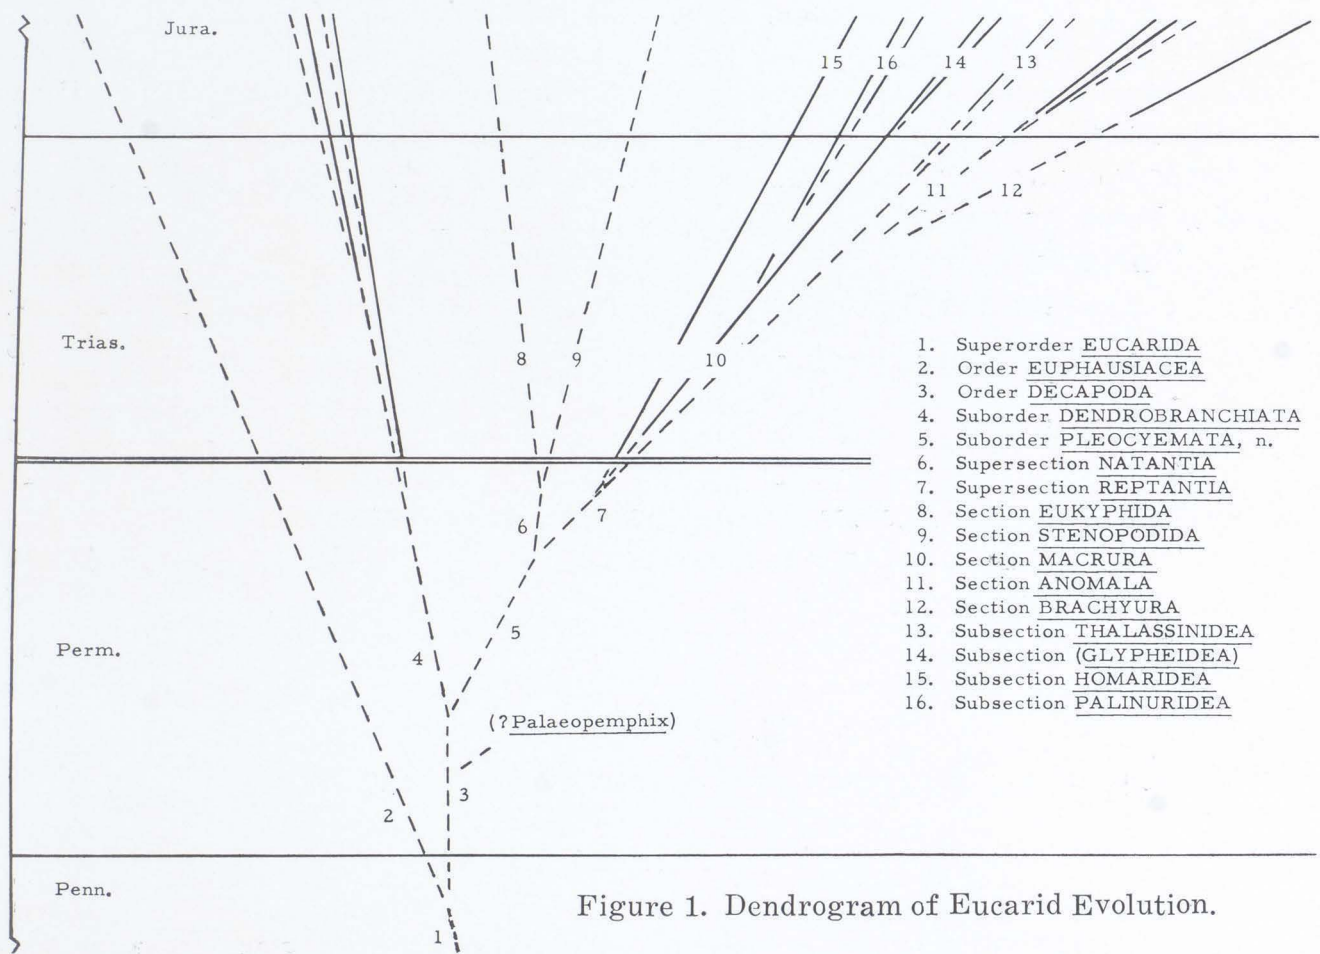 Jura.
15 16 14 13
11 12
Trias.
8 9 10
1. Superorder EUCARIDA
2. Order EUPHAUSIACEA
3. Order DECAPODA
4. Suborder DENDROBRANCHIATA
5. Suborder PLEOCYEMATA, n.
6. Supersection NATANTIA
7. Supersection REPTANTIA
8. Section EUKYPHIDA
9. Section STENOPODIDA
10. Section MACRURA
11. Section ANOMALA
12. Section BRACHYURA
13. Subsection THALASSINIDEA
14. Subsection (GLYPHEIDEA)
15. Subsection HOMARIDEA
16. Subsection PALINURIDEA
6 7
5
Perm.
4
(?Palaeopemphix)
3
2
Penn.
1
Figure 1. Dendrogram of Eucarid Evolution.